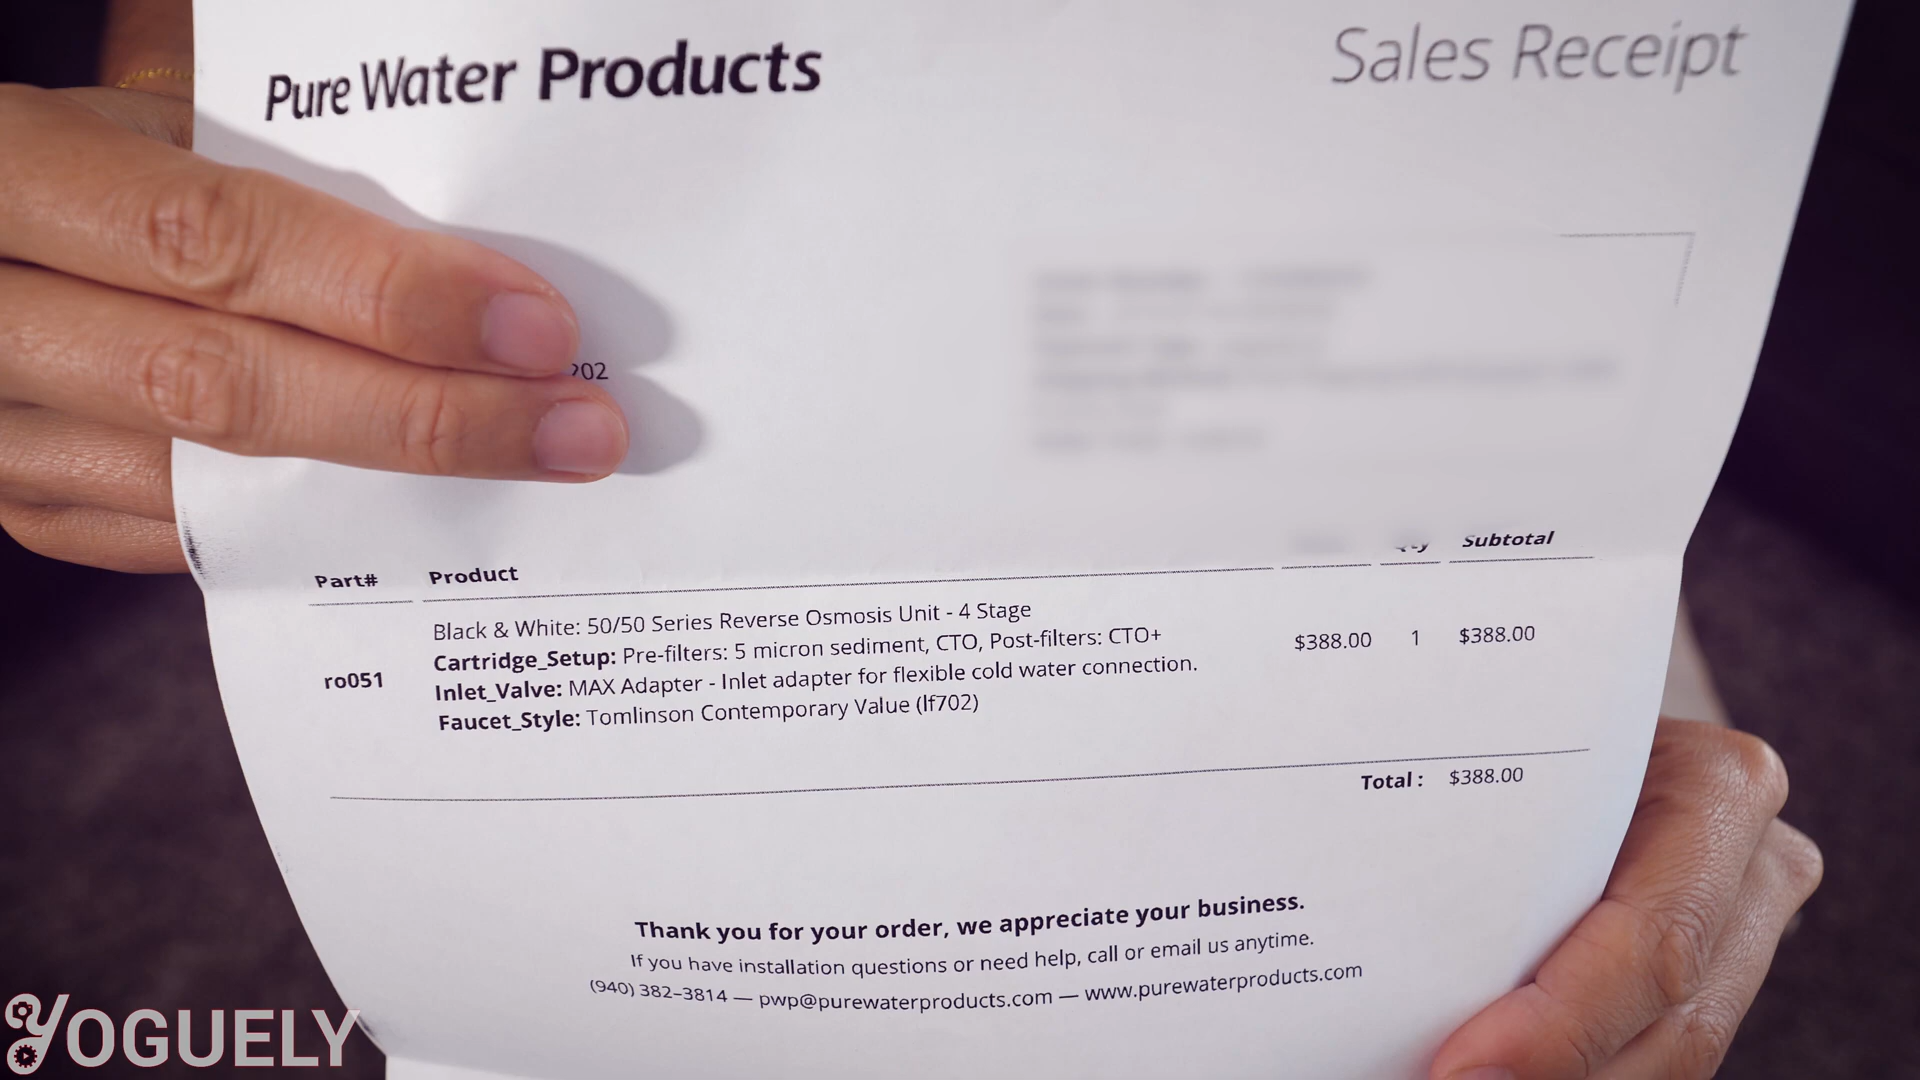 Pure Water Products
Sales Receipt
702
Part# Product Subtotal
Black & White: 50/50 Series Reverse Osmosis Unit - 4 Stage
Cartridge_Setup: Pre-filters: 5 micron sediment, CTO, Post-filters: CTO+
ro051 $388.00 1 $388.00
Inlet_Valve: MAX Adapter - Inlet adapter for flexible cold water connection.
Faucet_Style: Tomlinson Contemporary Value (lf702)
Total : $388.00
Thank you for your order, we appreciate your business.
If you have installation questions or need help, call or email us anytime.
(940) 382-3814 — pwp@purewaterproducts.com — www.purewaterproducts.com
YOGUELY